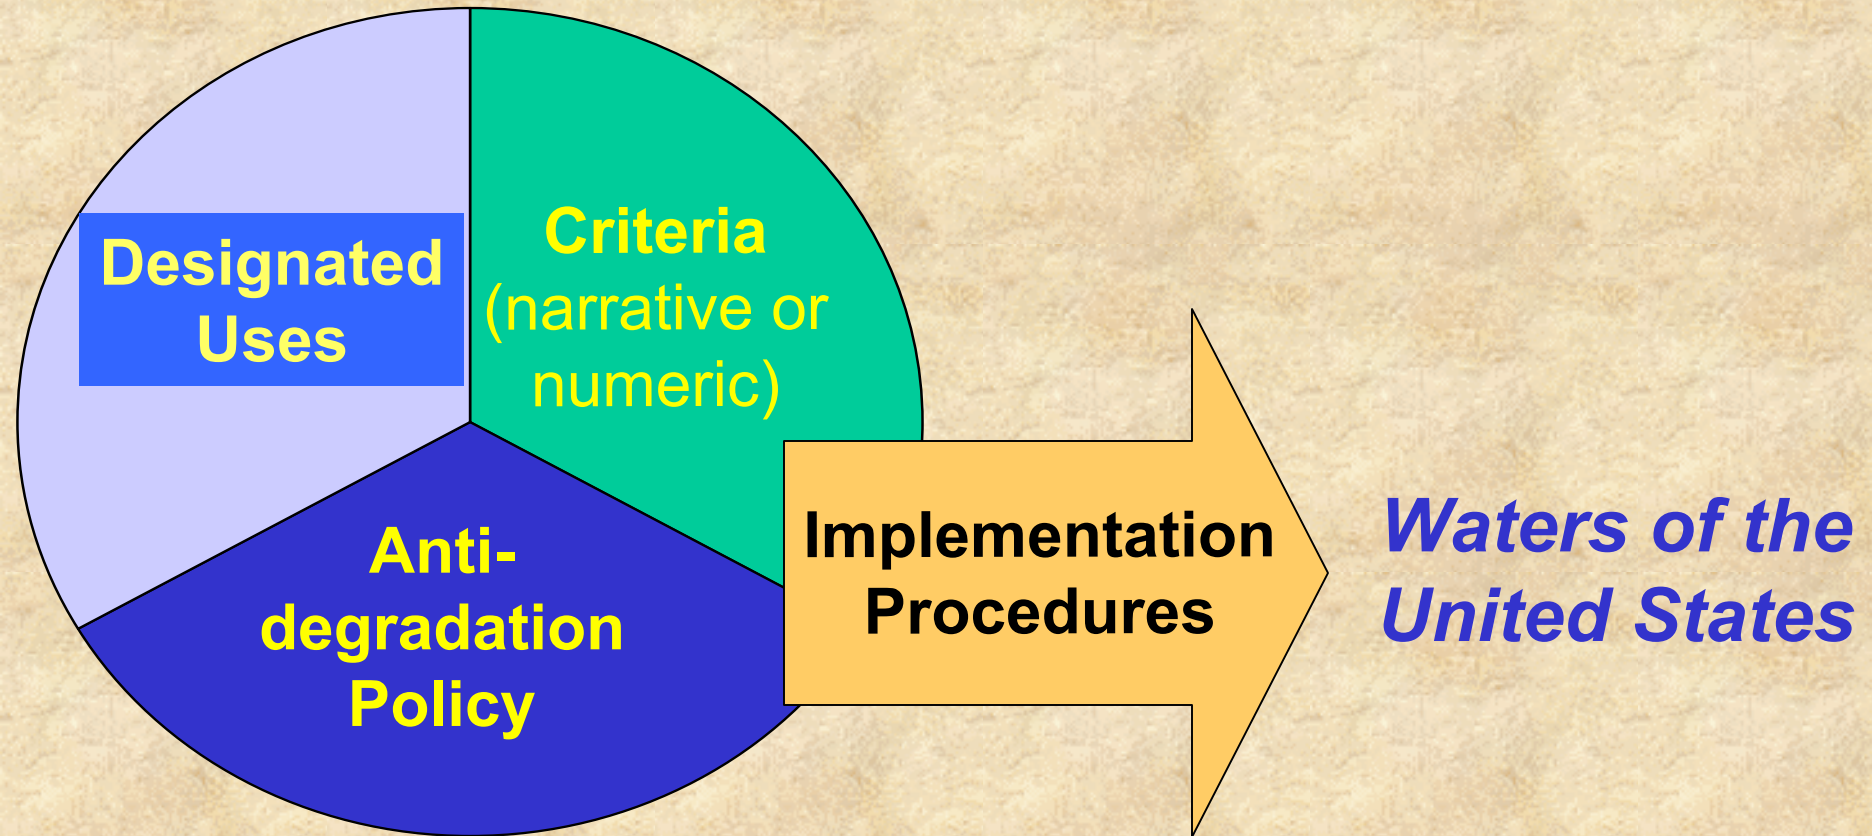 Designated
Uses
Criteria
(narrative or
numeric)
Anti-
degradation
Policy
Implementation
Procedures
Waters of the
United States